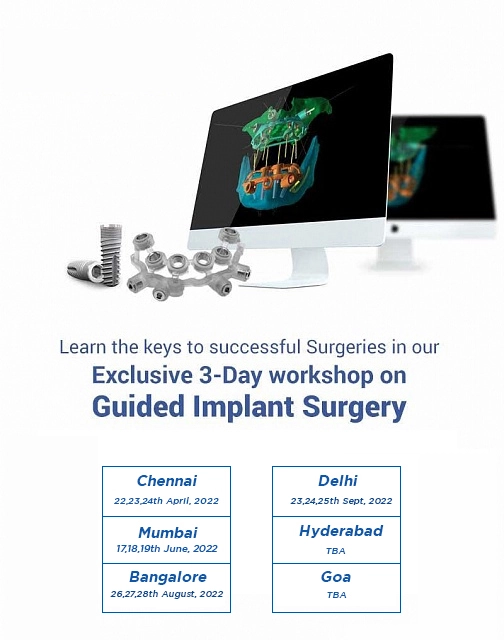 Learn the keys to successful Surgeries in our
Exclusive 3-Day workshop on
Guided Implant Surgery
Chennai
22,23,24th April, 2022
Mumbai
17,18,19th June, 2022
Bangalore
26,27,28th August, 2022
Delhi
23,24,25th Sept, 2022
Hyderabad
TBA
Goa
TBA